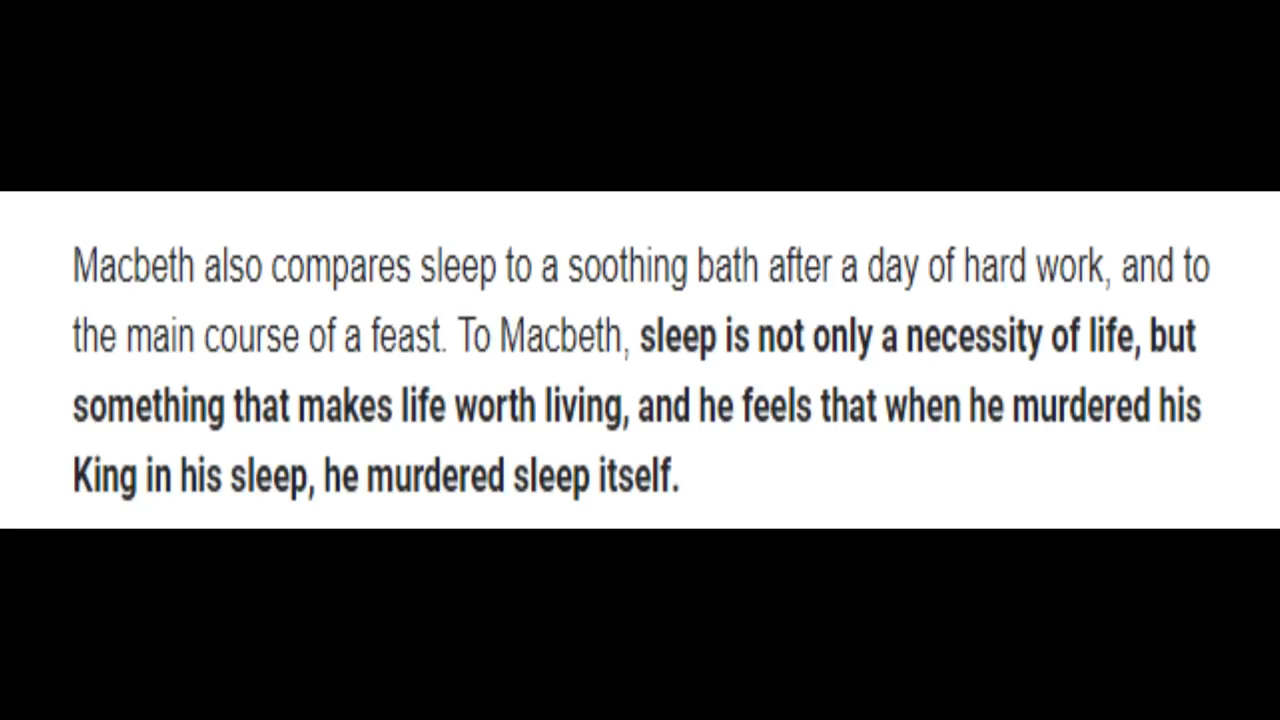 Macbeth also compares sleep to a soothing bath after a day of hard work, and to
the main course of a feast. To Macbeth, sleep is not only a necessity of life, but
something that makes life worth living, and he feels that when he murdered his
King in his sleep, he murdered sleep itself.